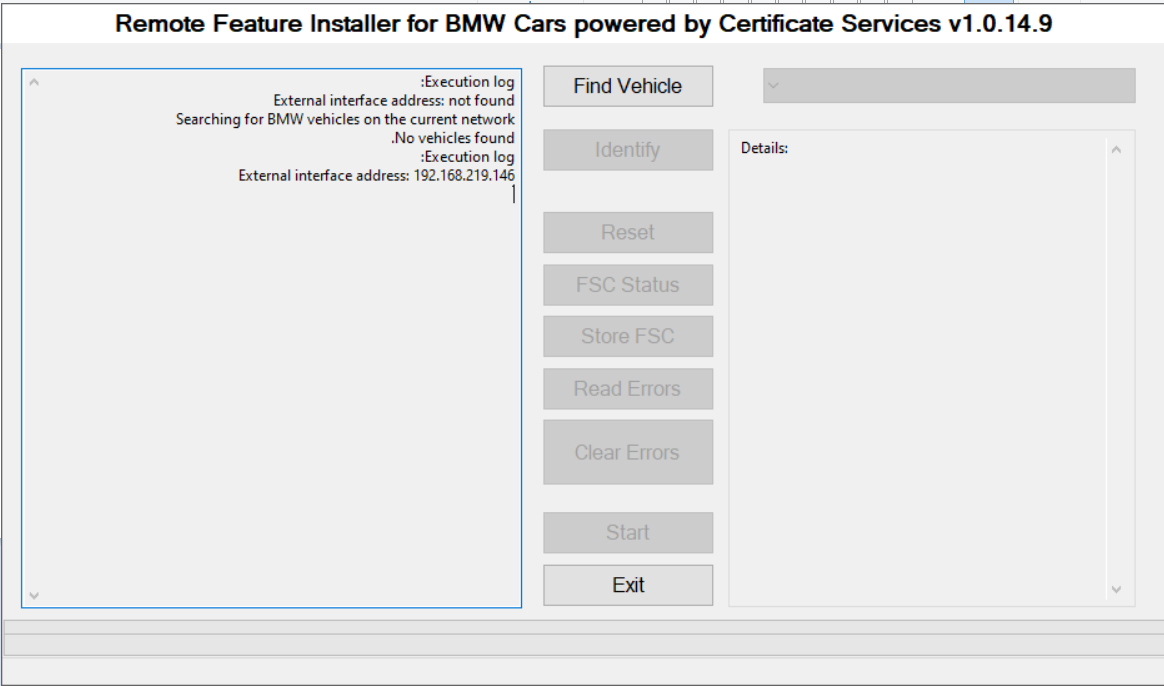 Remote Feature Installer for BMW Cars powered by Certificate Services v1.0.14.9
:Execution log
External interface address: not found
Searching for BMW vehicles on the current network
.No vehicles found
:Execution log
External interface address: 192.168.219.146
Find Vehicle
Identify
Reset
FSC Status
Store FSC
Read Errors
Clear Errors
Start
Exit
Details: